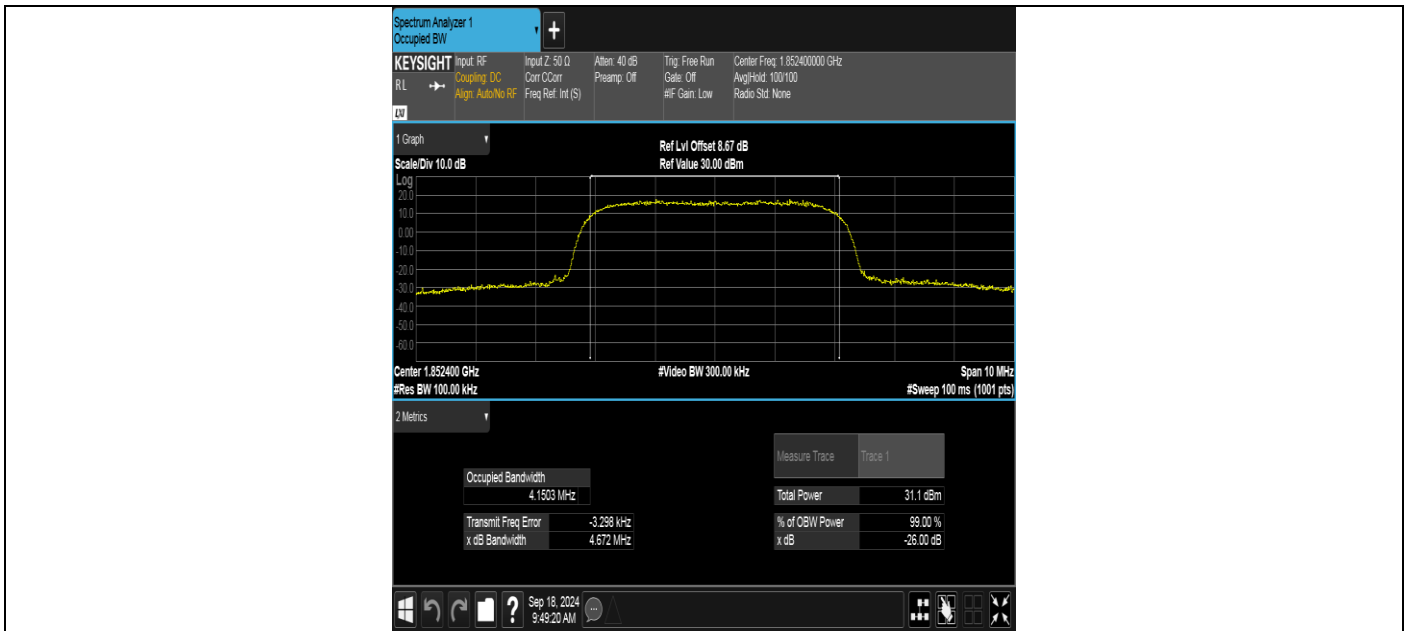 Spectrum Analyzer 1
Occupied BW
+
KEYSIGHT
RL
LXI
Input: RF
Coupling: DC
Align: Auto/No RF
Input Z: 50 Ω
Corr CCorr
Freq Ref: Int (S)
Atten: 40 dB
Preamp: Off
Trig: Free Run
Gate: Off
#IF Gain: Low
Center Freq: 1.852400000 GHz
Avg|Hold: 100/100
Radio Std: None
1 Graph
Scale/Div 10.0 dB
Ref Lvl Offset 8.67 dB
Ref Value 30.00 dBm
Log
20.0
10.0
0.00
-10.0
-20.0
-30.0
-40.0
-50.0
-60.0
Center 1.852400 GHz
#Video BW 300.00 kHz
Span 10 MHz
#Res BW 100.00 kHz
#Sweep 100 ms (1001 pts)
2 Metrics
Measure Trace Trace 1
Occupied Bandwidth
4.1503 MHz
Total Power 31.1 dBm
Transmit Freq Error -3.298 kHz
% of OBW Power 99.00 %
x dB Bandwidth 4.672 MHz
x dB -26.00 dB
?
Sep 18, 2024
9:49:20 AM